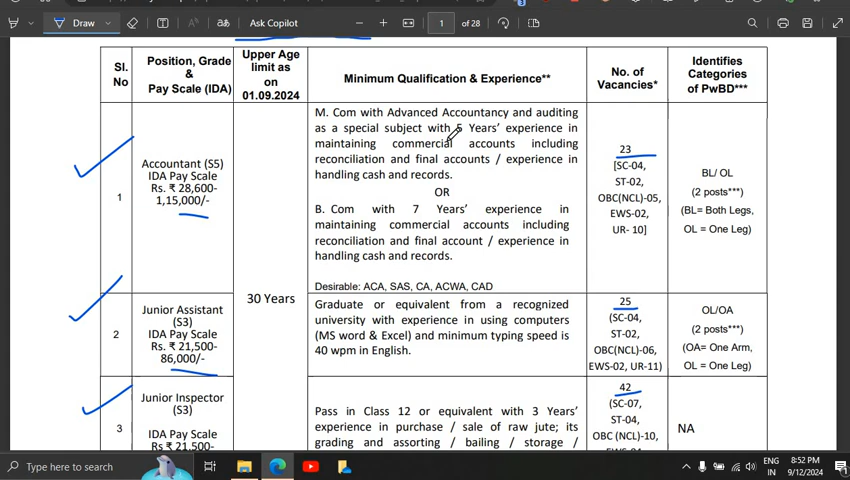 Draw
Ask Copilot
1 of 28
Sl. No
Position, Grade & Pay Scale (IDA)
Upper Age limit as on 01.09.2024
Minimum Qualification & Experience**
No. of Vacancies*
Identifies Categories of PwBD***
1
Accountant (S5)
IDA Pay Scale
Rs. ₹ 28,600-
1,15,000/-
30 Years
M. Com with Advanced Accountancy and auditing
as a special subject with 5 Years' experience in
maintaining commercial accounts including
reconciliation and final accounts / experience in
handling cash and records.
OR
B. Com with 7 Years' experience in
maintaining commercial accounts including
reconciliation and final account / experience in
handling cash and records.
Desirable: ACA, SAS, CA, ACWA, CAD
23
[SC-04,
ST-02,
OBC(NCL)-05,
EWS-02,
UR- 10]
BL/ OL
(2 posts***)
(BL= Both Legs,
OL = One Leg)
2
Junior Assistant
(S3)
IDA Pay Scale
Rs. ₹ 21,500-
86,000/-
Graduate or equivalent from a recognized
university with experience in using computers
(MS word & Excel) and minimum typing speed is
40 wpm in English.
25
(SC-04,
ST-02,
OBC(NCL)-06,
EWS-02, UR-11)
OL/OA
(2 posts***)
(OA= One Arm,
OL = One Leg)
3
Junior Inspector
(S3)
IDA Pay Scale
Rs. ₹ 21,500-
Pass in Class 12 or equivalent with 3 Years'
experience in purchase / sale of raw jute; its
grading and assorting / bailing / storage /
42
(SC-07,
ST-04,
OBC (NCL)-10,
NA
Type here to search
ENG
IN
8:52 PM
9/12/2024